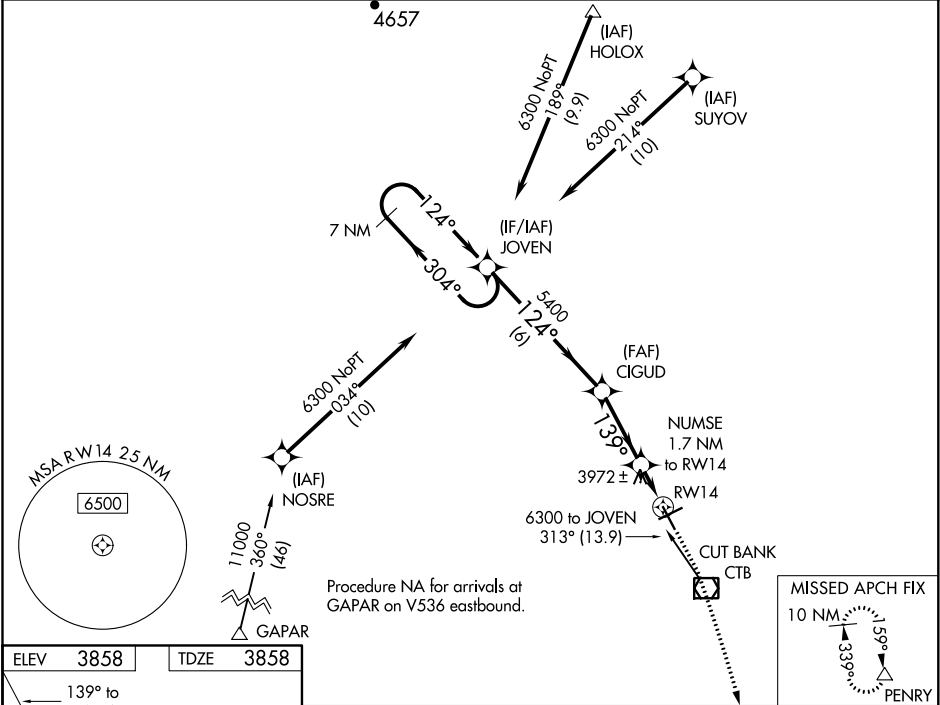 4657
(IAF)
HOLOX
6300 NoPT
189°
(9.9)
(IAF)
SUYOV
6300 NoPT
214°
(10)
7 NM
124°
304°
(IF/IAF)
JOVEN
5400
124°
(6)
(FAF)
CIGUD
139°
NUMSE
1.7 NM
to RW14
3972 ±
RW14
6300 NoPT
034°
(10)
(IAF)
NOSRE
11000
360°
(46)
GAPAR
MSA RW14 25 NM
6500
6300 to JOVEN
313° (13.9)
CUT BANK
CTB
Procedure NA for arrivals at
GAPAR on V536 eastbound.
MISSED APCH FIX
10 NM
159°
339°
PENRY
ELEV 3858
TDZE 3858
139° to